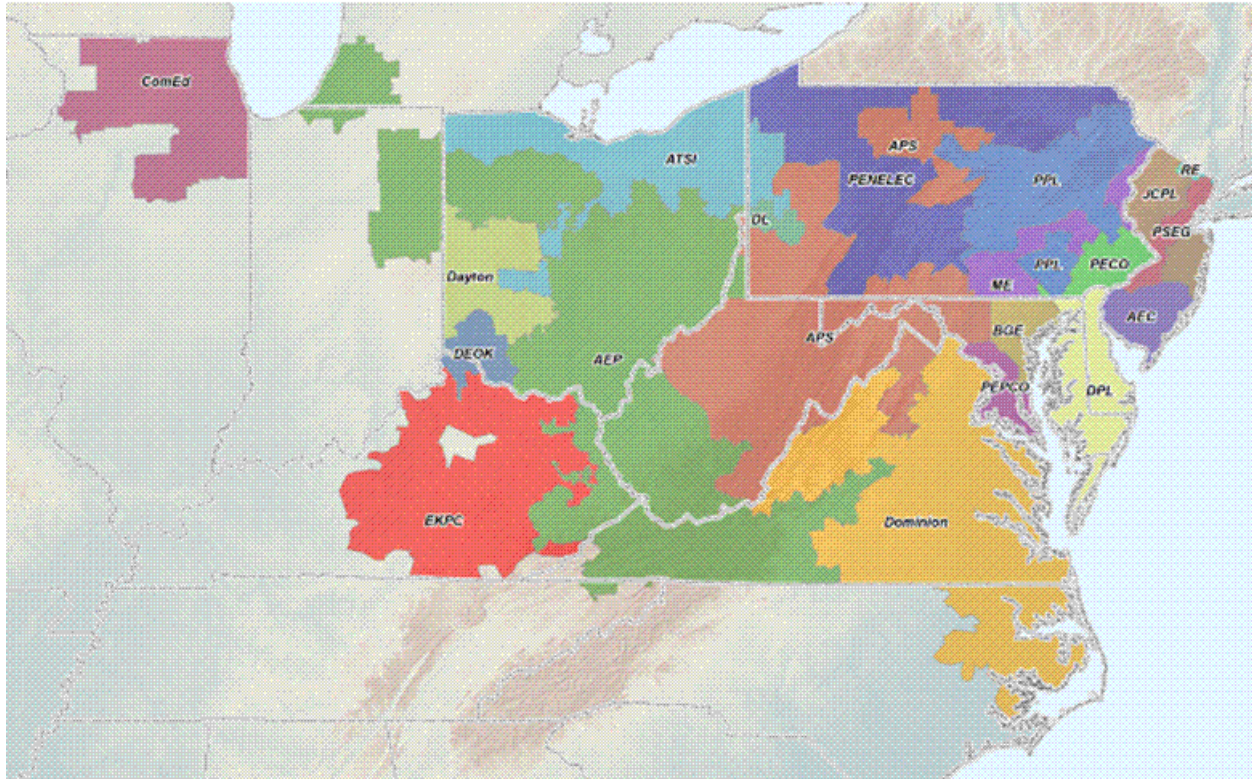 ComEd
ATSI
APS
RE
PENELEC
PPL
JCPL
DL
PSEG
Dayton
PPL
PECO
ME
AEC
BGE
APS
DEOK
AEP
PEPCO
DPL
EKPC
Dominion